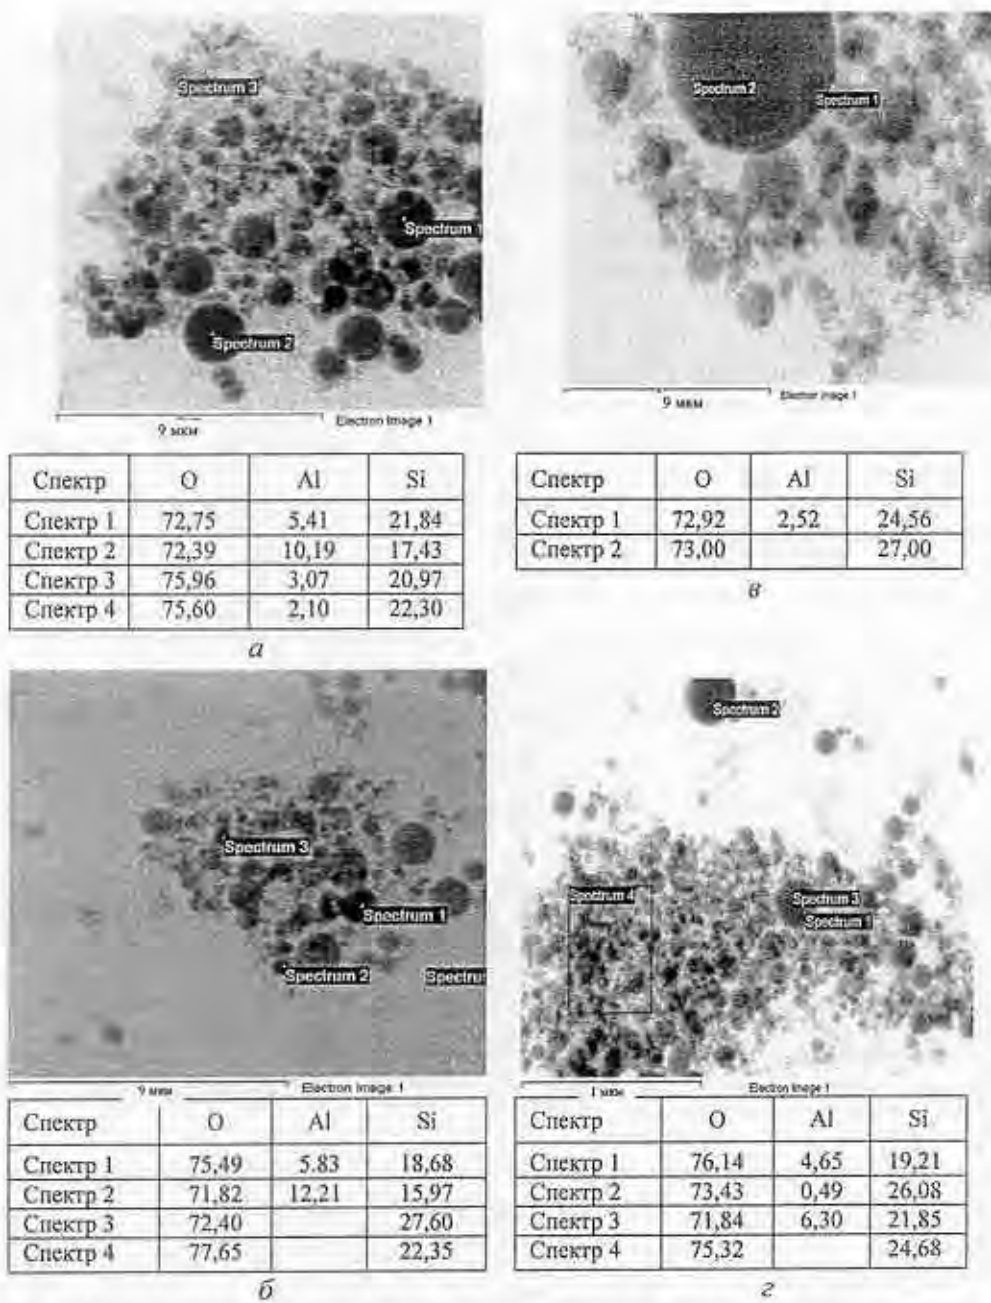 Spectrum 3
Spectrum 1
Spectrum 2
9 мкм Electron Image 1
Спектр O Al Si
Спектр 1 72,75 5,41 21,84
Спектр 2 72,39 10,19 17,43
Спектр 3 75,96 3,07 20,97
Спектр 4 75,60 2,10 22,30
а
Spectrum 2
Spectrum 1
9 мкм Electron Image 1
Спектр O Al Si
Спектр 1 72,92 2,52 24,56
Спектр 2 73,00 27,00
в
Spectrum 3
Spectrum 1
Spectrum 2
9 мкм Electron Image 1
Спектр O Al Si
Спектр 1 75,49 5.83 18,68
Спектр 2 71,82 12,21 15,97
Спектр 3 72,40 27,60
Спектр 4 77,65 22,35
б
Spectrum 2
Spectrum 4
Spectrum 3
Spectrum 1
1 мкм Electron Image 1
Спектр O Al Si
Спектр 1 76,14 4,65 19,21
Спектр 2 73,43 0,49 26,08
Спектр 3 71,84 6,30 21,85
Спектр 4 75,32 24,68
г